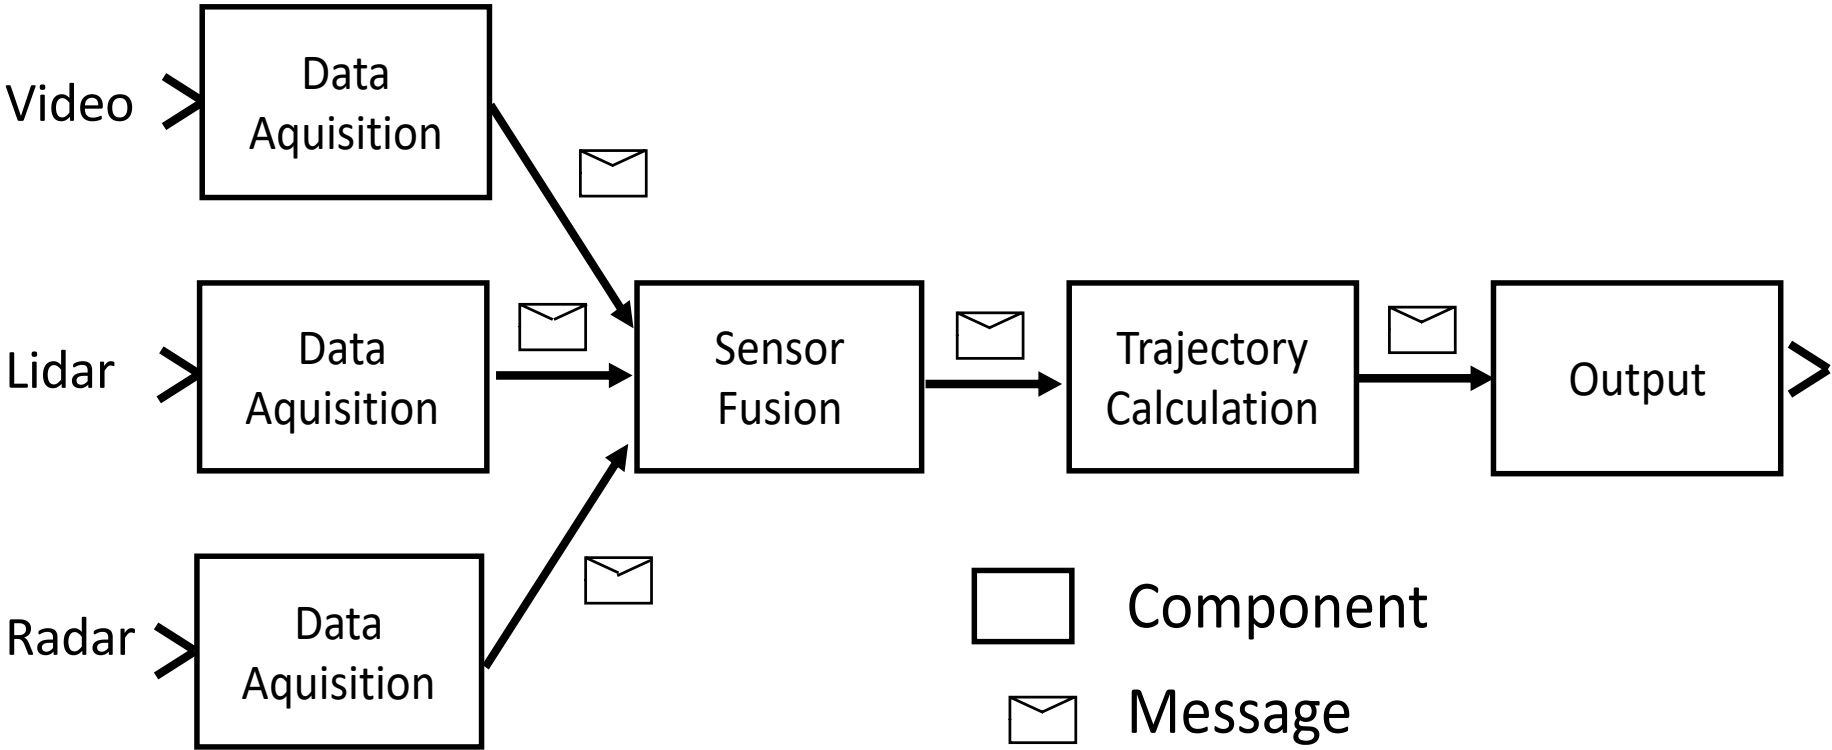 Video
Data
Aquisition
Lidar
Data
Aquisition
Radar
Data
Aquisition
Sensor
Fusion
Trajectory
Calculation
Output
Component
Message